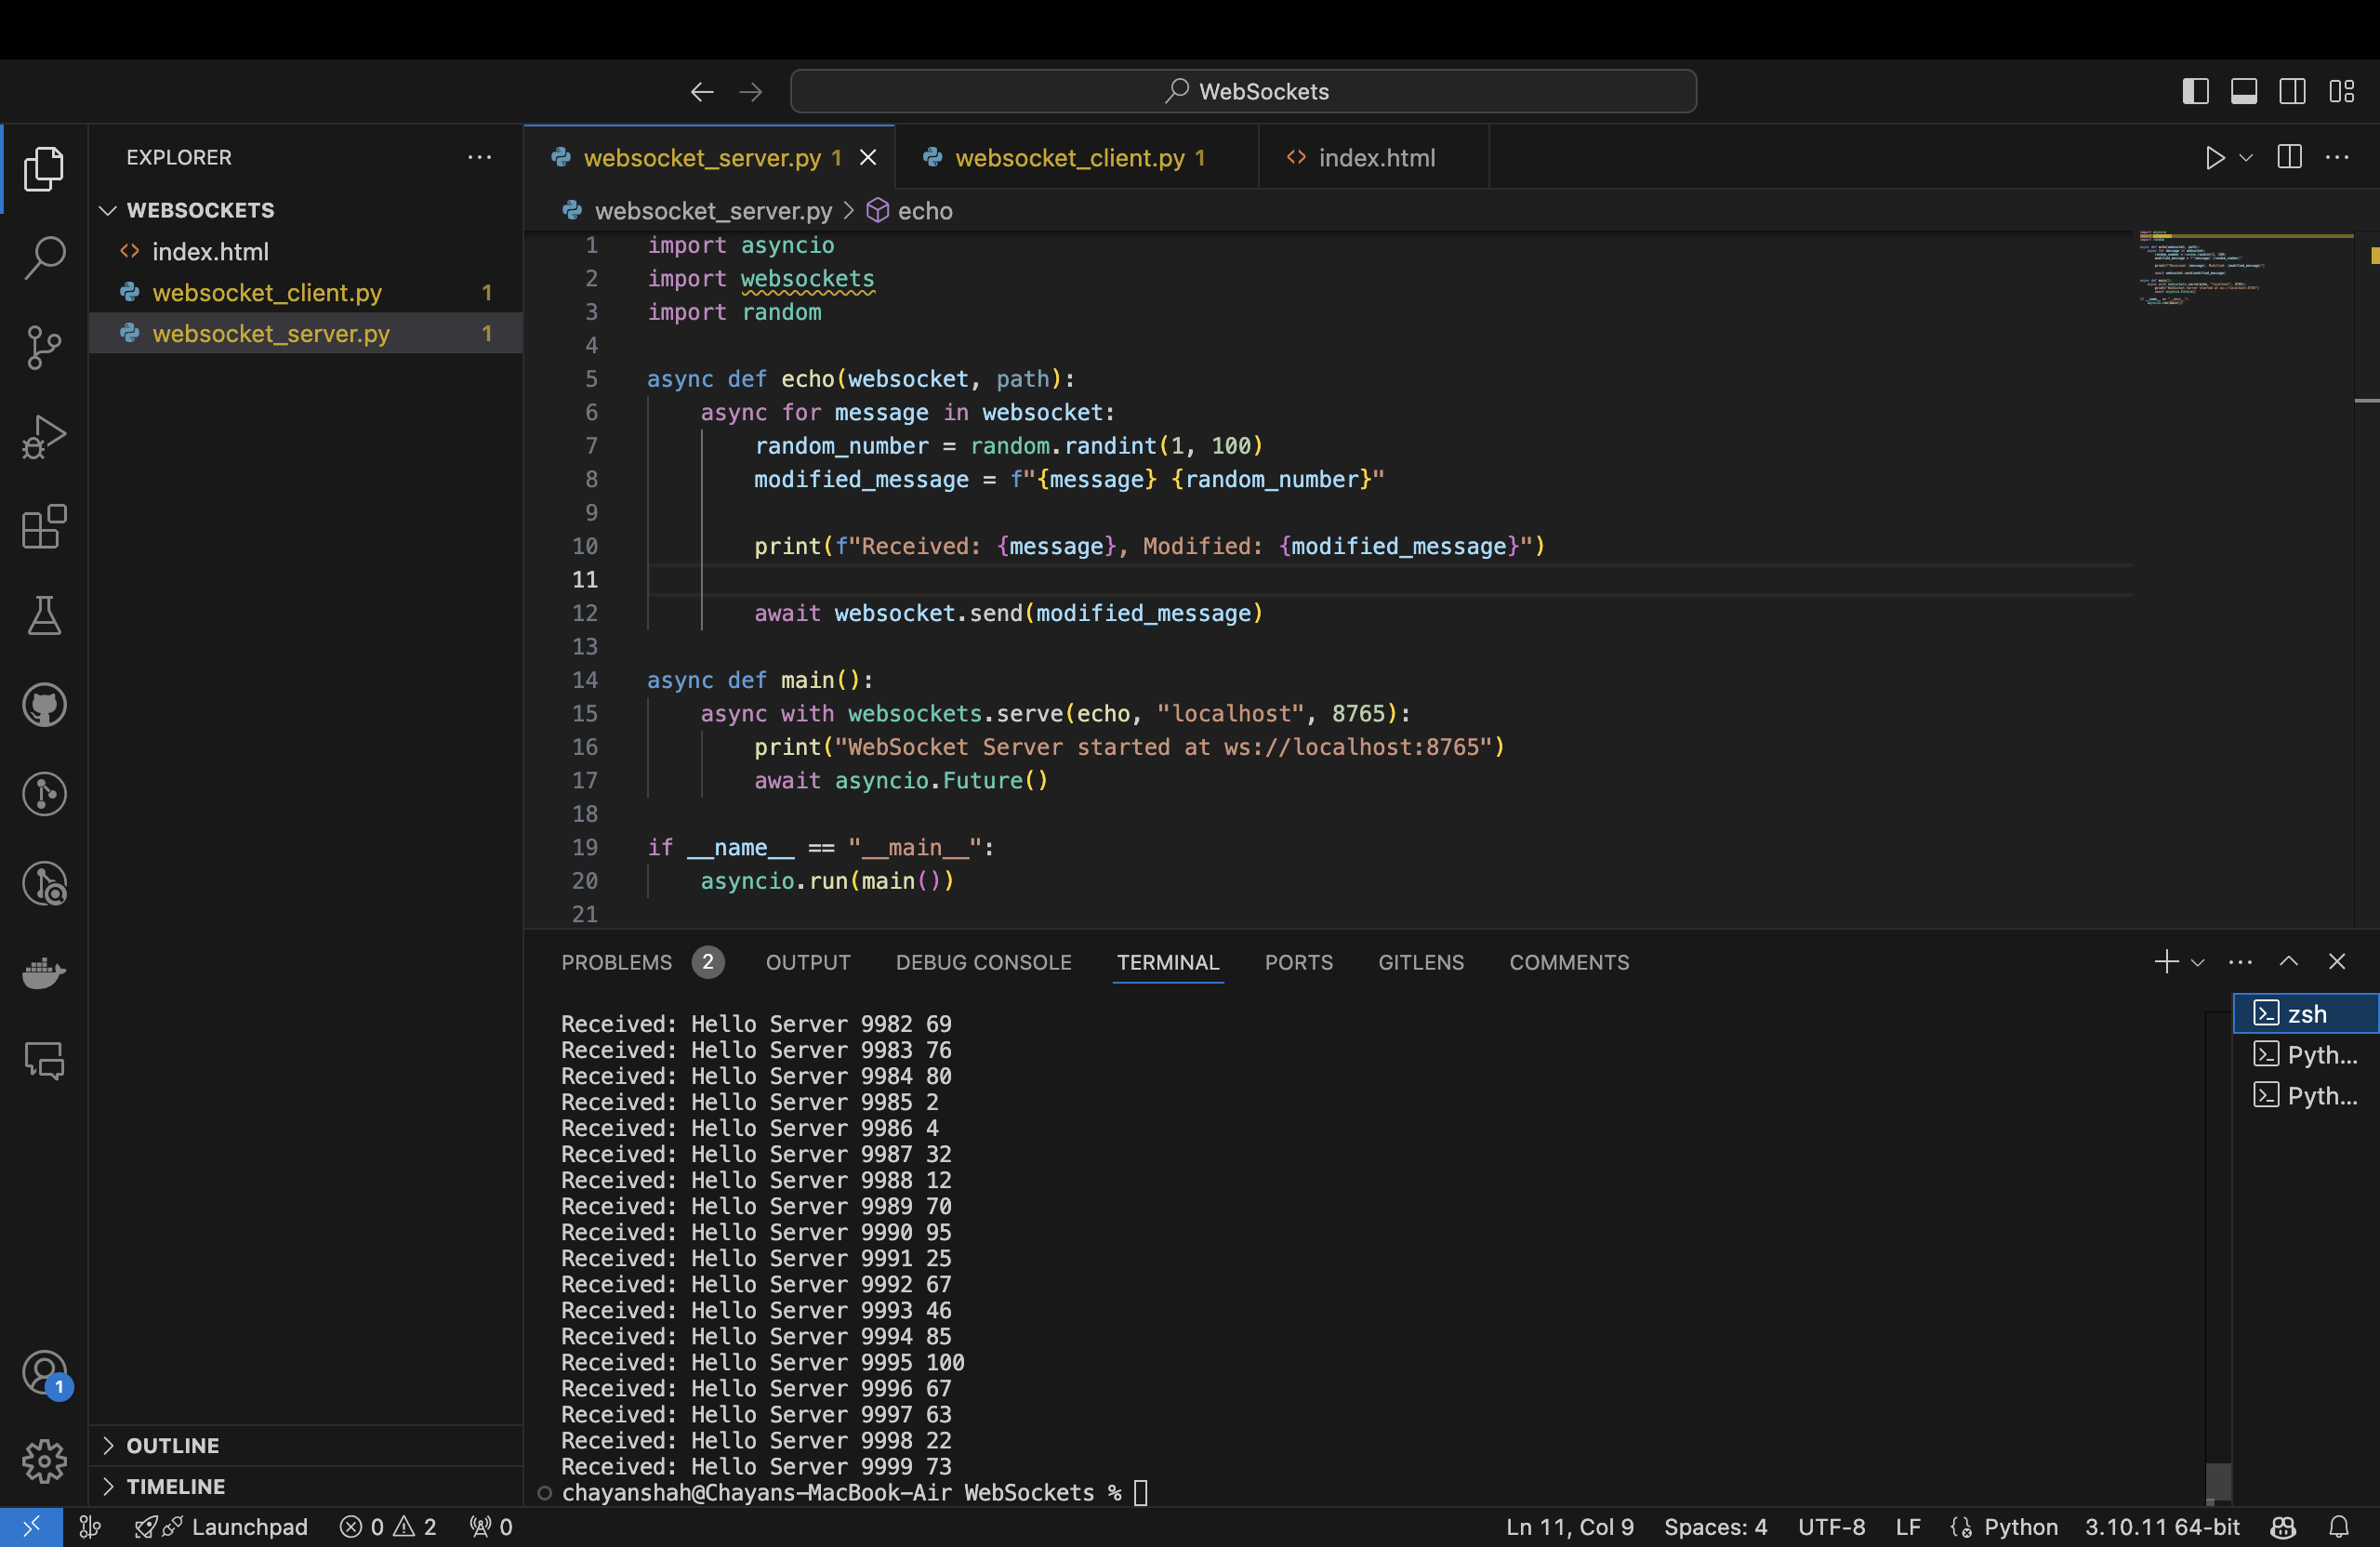 WebSockets
EXPLORER
WEBSOCKETS
index.html
websocket_client.py 1
websocket_server.py 1
OUTLINE
TIMELINE
websocket_server.py 1
websocket_client.py 1
index.html
websocket_server.py > echo
1 import asyncio
2 import websockets
3 import random
4
5 async def echo(websocket, path):
6 async for message in websocket:
7 random_number = random.randint(1, 100)
8 modified_message = f"{message} {random_number}"
9
10 print(f"Received: {message}, Modified: {modified_message}")
11
12 await websocket.send(modified_message)
13
14 async def main():
15 async with websockets.serve(echo, "localhost", 8765):
16 print("WebSocket Server started at ws://localhost:8765")
17 await asyncio.Future()
18
19 if __name__ == "__main__":
20 asyncio.run(main())
21
PROBLEMS 2 OUTPUT DEBUG CONSOLE TERMINAL PORTS GITLENS COMMENTS
Received: Hello Server 9982 69
Received: Hello Server 9983 76
Received: Hello Server 9984 80
Received: Hello Server 9985 2
Received: Hello Server 9986 4
Received: Hello Server 9987 32
Received: Hello Server 9988 12
Received: Hello Server 9989 70
Received: Hello Server 9990 95
Received: Hello Server 9991 25
Received: Hello Server 9992 67
Received: Hello Server 9993 46
Received: Hello Server 9994 85
Received: Hello Server 9995 100
Received: Hello Server 9996 67
Received: Hello Server 9997 63
Received: Hello Server 9998 22
Received: Hello Server 9999 73
chayanshah@Chayans-MacBook-Air WebSockets %
zsh
Pyth...
Pyth...
1
Launchpad 0 2 0 Ln 11, Col 9 Spaces: 4 UTF-8 LF Python 3.10.11 64-bit